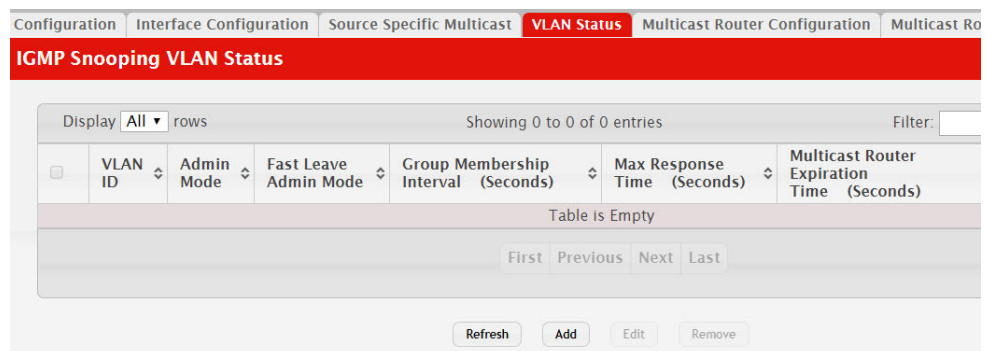 Configuration Interface Configuration Source Specific Multicast VLAN Status Multicast Router Configuration Multicast Ro
IGMP Snooping VLAN Status
Display All rows Showing 0 to 0 of 0 entries Filter:
VLAN ID Admin Mode Fast Leave Admin Mode Group Membership Interval (Seconds) Max Response Time (Seconds) Multicast Router Expiration Time (Seconds)
Table is Empty
First Previous Next Last
Refresh Add Edit Remove